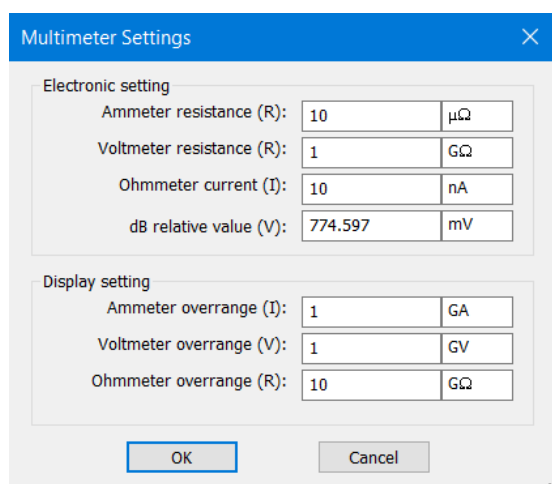 Multimeter Settings
Electronic setting
Ammeter resistance (R): 10 μΩ
Voltmeter resistance (R): 1 GΩ
Ohmmeter current (I): 10 nA
dB relative value (V): 774.597 mV
Display setting
Ammeter overrange (I): 1 GA
Voltmeter overrange (V): 1 GV
Ohmmeter overrange (R): 10 GΩ
OK Cancel